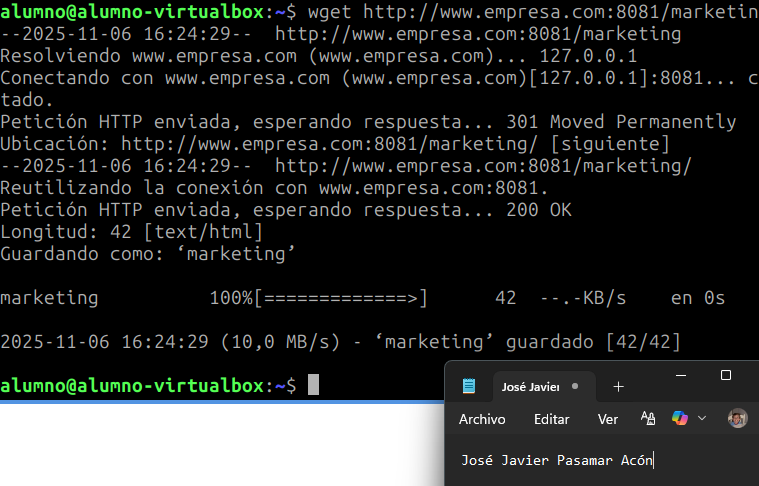 alumno@alumno-virtualbox:~$ wget http://www.empresa.com:8081/marketin
--2025-11-06 16:24:29--  http://www.empresa.com:8081/marketing
Resolviendo www.empresa.com (www.empresa.com)... 127.0.0.1
Conectando con www.empresa.com (www.empresa.com)[127.0.0.1]:8081... c
tado.
Petición HTTP enviada, esperando respuesta... 301 Moved Permanently
Ubicación: http://www.empresa.com:8081/marketing/ [siguiente]
--2025-11-06 16:24:29--  http://www.empresa.com:8081/marketing/
Reutilizando la conexión con www.empresa.com:8081.
Petición HTTP enviada, esperando respuesta... 200 OK
Longitud: 42 [text/html]
Guardando como: ‘marketing’
marketing           100%[=============>]      42  --.-KB/s    en 0s
2025-11-06 16:24:29 (10,0 MB/s) - ‘marketing’ guardado [42/42]
alumno@alumno-virtualbox:~$
José Javier
Archivo Editar Ver
José Javier Pasamar Acón